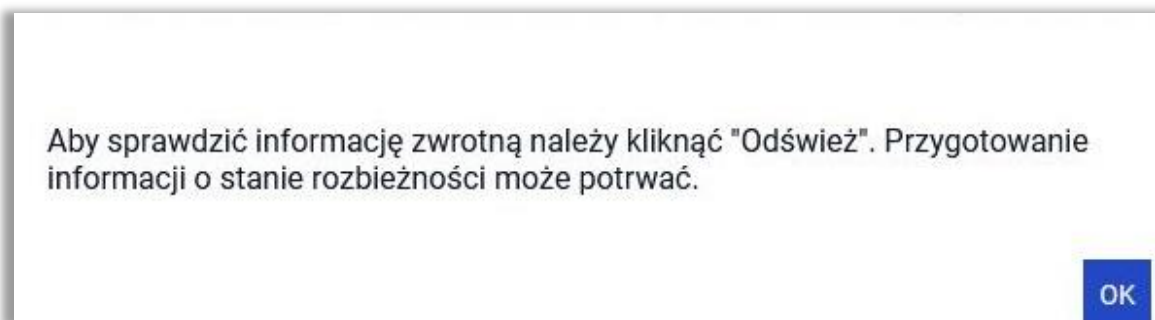 Aby sprawdzić informację zwrotną należy kliknąć "Odśwież". Przygotowanie
informacji o stanie rozbieżności może potrwać.
OK